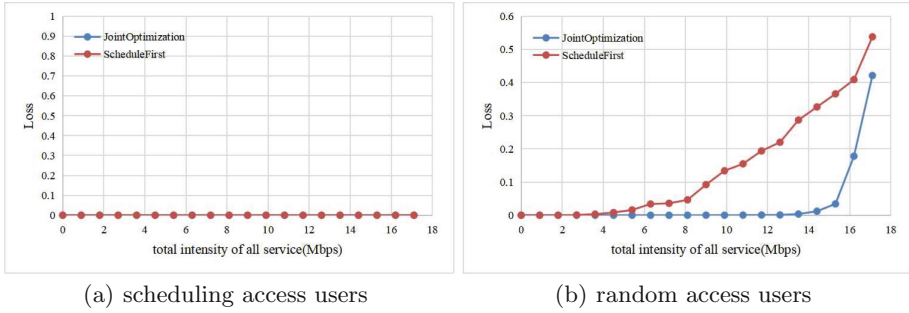 1
0.9
0.8
0.7
0.6
0.5
0.4
0.3
0.2
0.1
0
Loss
JointOptimization
ScheduleFirst
0 2 4 6 8 10 12 14 16 18
total intensity of all service(Mbps)
(a) scheduling access users
0.6
0.5
0.4
0.3
0.2
0.1
0
Loss
JointOptimization
ScheduleFirst
0 2 4 6 8 10 12 14 16 18
total intensity of all service(Mbps)
(b) random access users